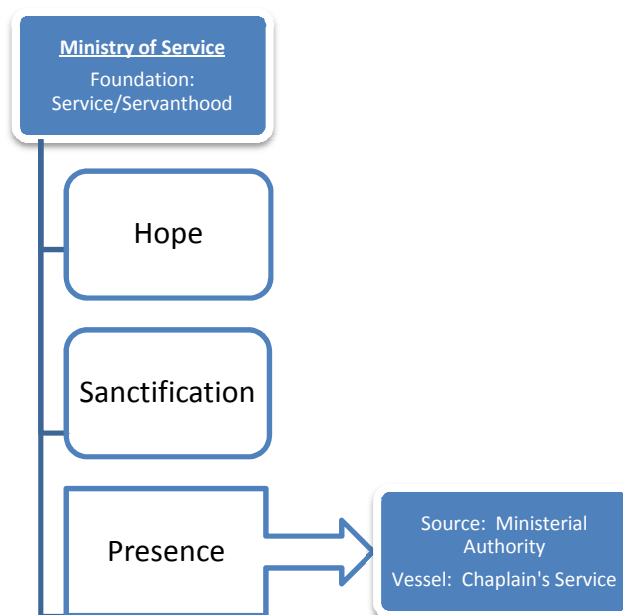 Ministry of Service
Foundation:
Service/Servanthood
Hope
Sanctification
Presence
Source:  Ministerial
Authority
Vessel:  Chaplain's Service